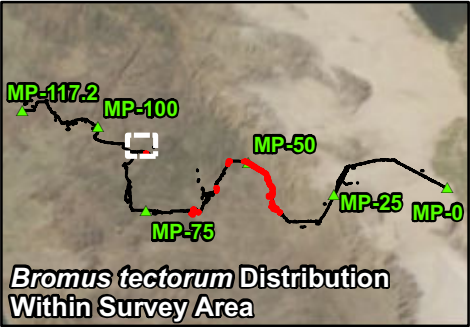 MP-117.2
MP-100
MP-50
MP-25
MP-0
MP-75
Bromus tectorum Distribution
Within Survey Area